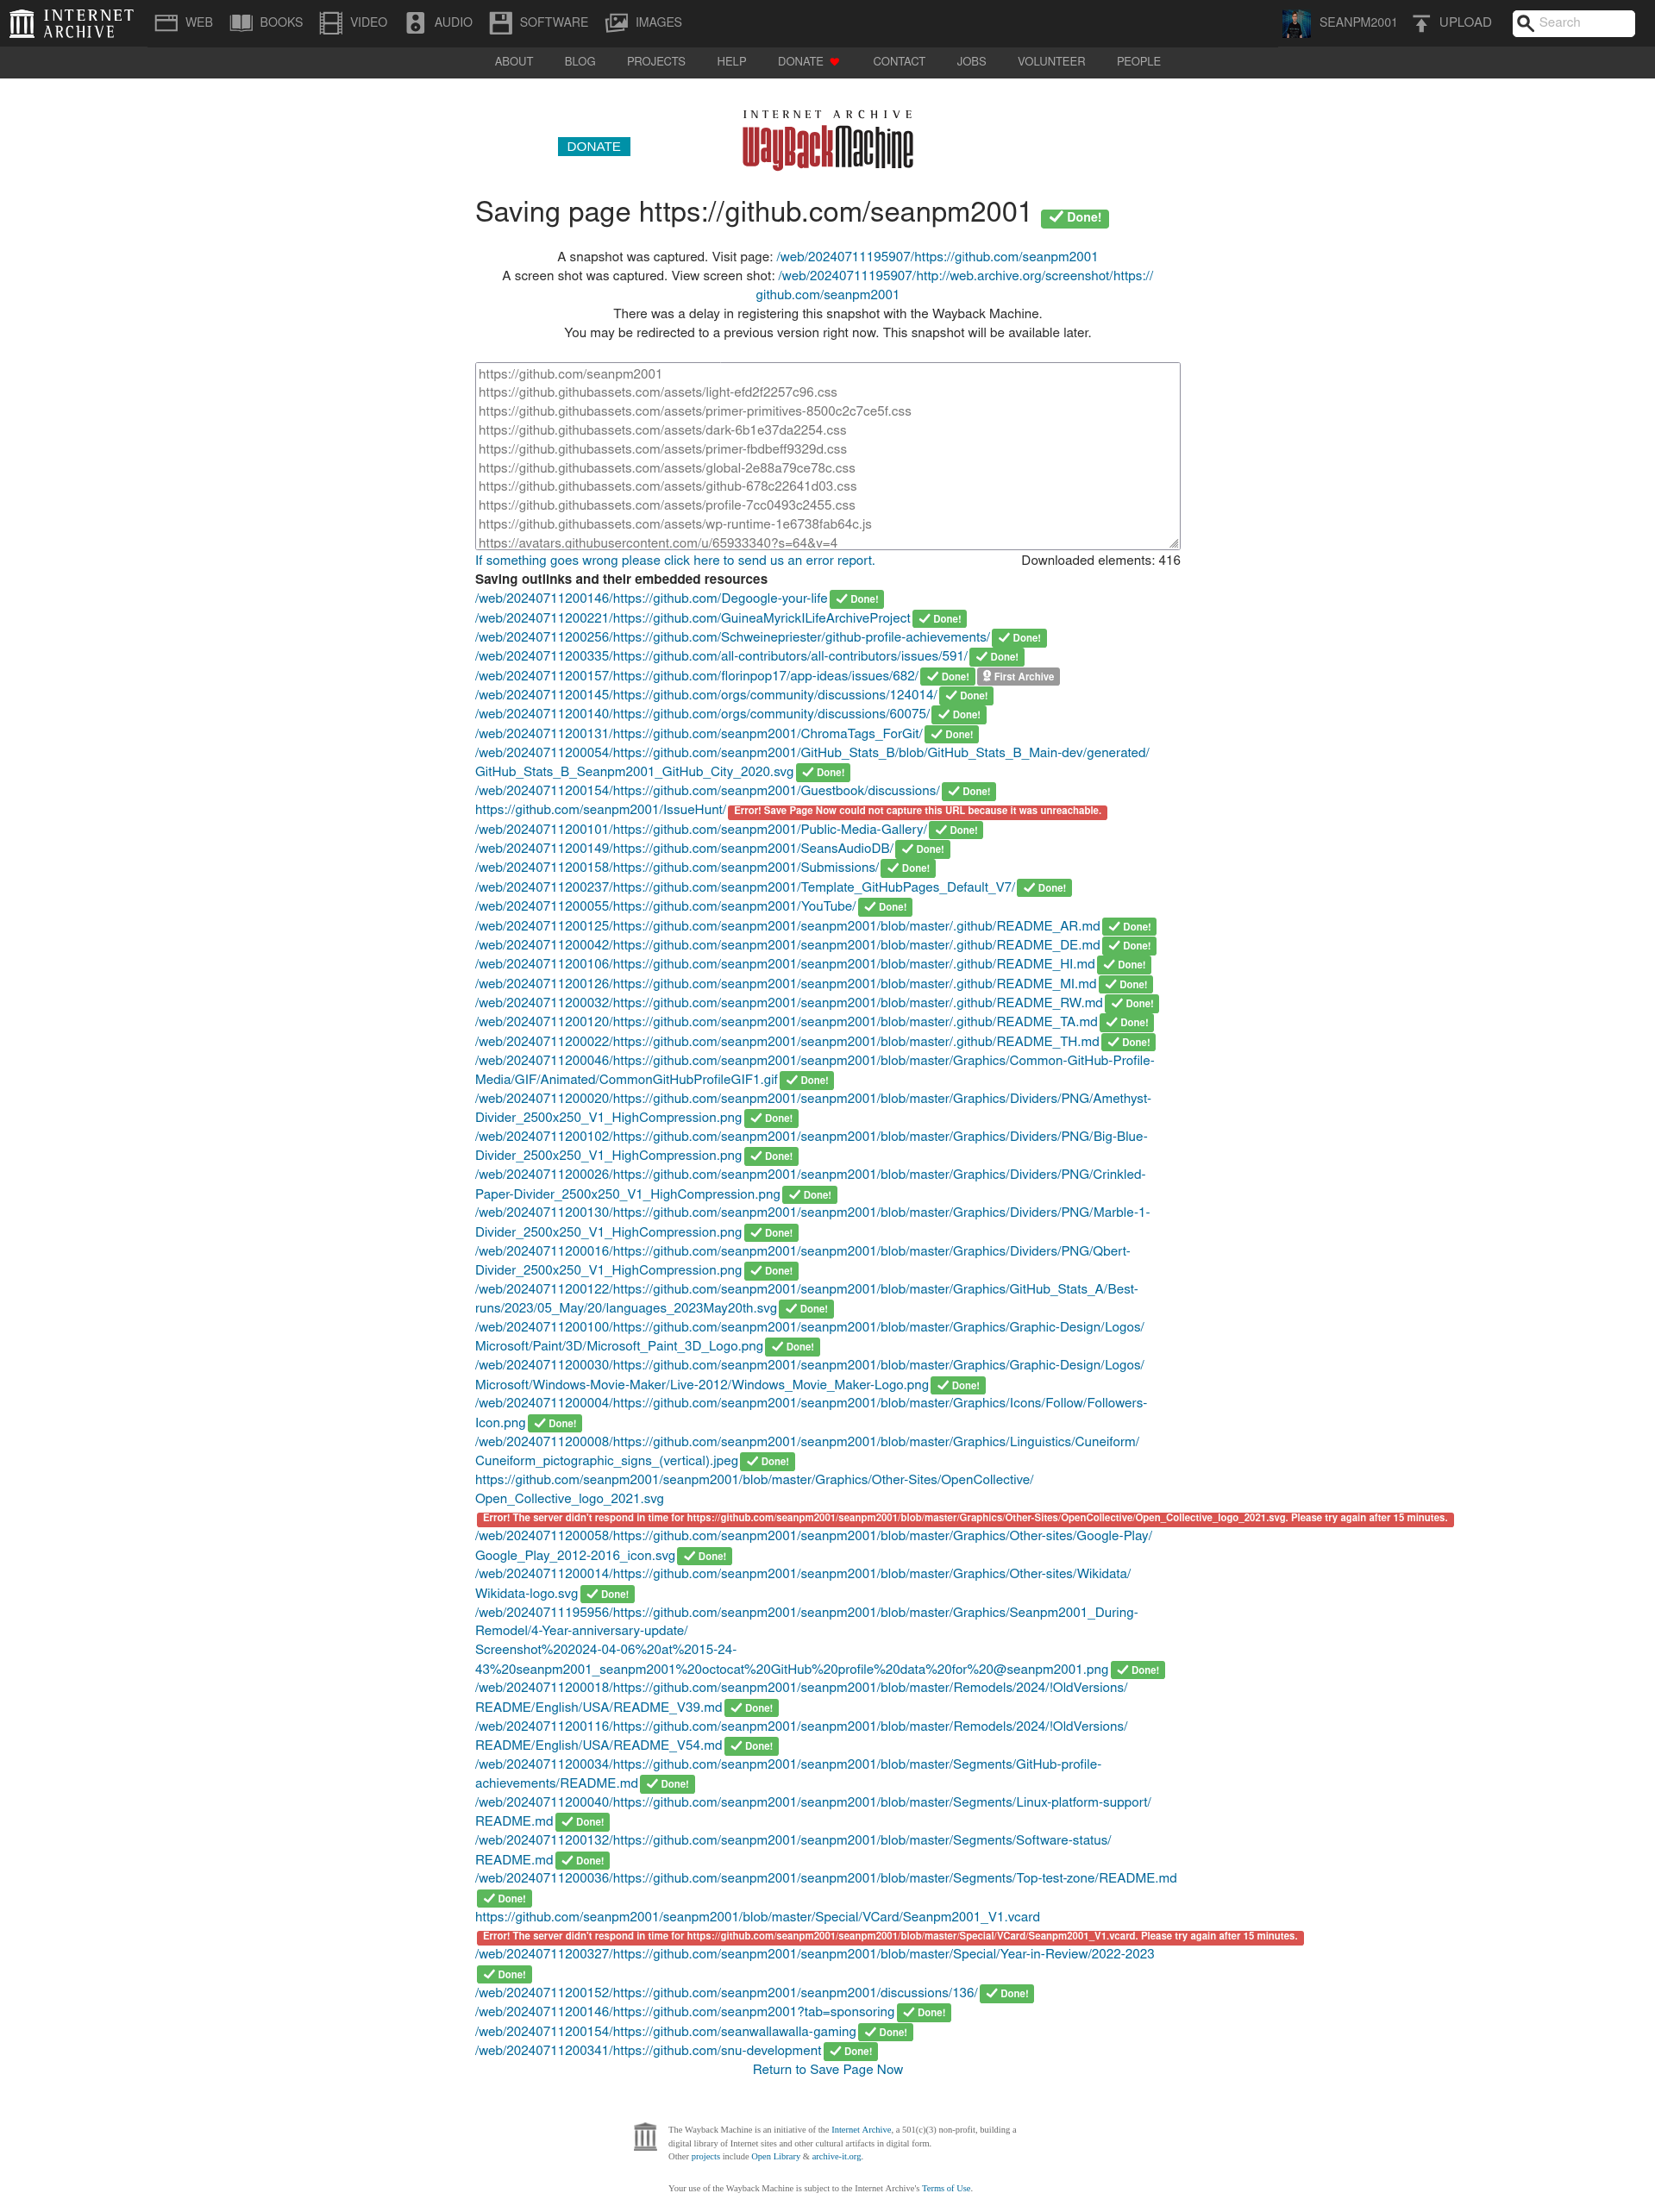 INTERNET ARCHIVE
WEB BOOKS VIDEO AUDIO SOFTWARE IMAGES SEANPM2001 UPLOAD Search
ABOUT BLOG PROJECTS HELP DONATE CONTACT JOBS VOLUNTEER PEOPLE
INTERNET ARCHIVE
DONATE WayBackMachine
Saving page https://github.com/seanpm2001 Done!
A snapshot was captured. Visit page: /web/20240711195907/https://github.com/seanpm2001
A screen shot was captured. View screen shot: /web/20240711195907/http://web.archive.org/screenshot/https://
github.com/seanpm2001
There was a delay in registering this snapshot with the Wayback Machine.
You may be redirected to a previous version right now. This snapshot will be available later.
https://github.com/seanpm2001
https://github.githubassets.com/assets/light-efd2f2257c96.css
https://github.githubassets.com/assets/primer-primitives-8500c2c7ce5f.css
https://github.githubassets.com/assets/dark-6b1e37da2254.css
https://github.githubassets.com/assets/primer-fbdbeff9329d.css
https://github.githubassets.com/assets/global-2e88a79ce78c.css
https://github.githubassets.com/assets/github-678c22641d03.css
https://github.githubassets.com/assets/profile-7cc0493c2455.css
https://github.githubassets.com/assets/wp-runtime-1e6738fab64c.js
https://avatars.githubusercontent.com/u/65933340?s=64&v=4
If something goes wrong please click here to send us an error report. Downloaded elements: 416
Saving outlinks and their embedded resources
/web/20240711200146/https://github.com/Degoogle-your-life Done!
/web/20240711200221/https://github.com/GuineaMyrickILifeArchiveProject Done!
/web/20240711200256/https://github.com/Schweinepriester/github-profile-achievements/ Done!
/web/20240711200335/https://github.com/all-contributors/all-contributors/issues/591/ Done!
/web/20240711200157/https://github.com/florinpop17/app-ideas/issues/682/ Done! First Archive
/web/20240711200145/https://github.com/orgs/community/discussions/124014/ Done!
/web/20240711200140/https://github.com/orgs/community/discussions/60075/ Done!
/web/20240711200131/https://github.com/seanpm2001/ChromaTags_ForGit/ Done!
/web/20240711200054/https://github.com/seanpm2001/GitHub_Stats_B/blob/GitHub_Stats_B_Main-dev/generated/
GitHub_Stats_B_Seanpm2001_GitHub_City_2020.svg Done!
/web/20240711200154/https://github.com/seanpm2001/Guestbook/discussions/ Done!
https://github.com/seanpm2001/IssueHunt/ Error! Save Page Now could not capture this URL because it was unreachable.
/web/20240711200101/https://github.com/seanpm2001/Public-Media-Gallery/ Done!
/web/20240711200149/https://github.com/seanpm2001/SeansAudioDB/ Done!
/web/20240711200158/https://github.com/seanpm2001/Submissions/ Done!
/web/20240711200237/https://github.com/seanpm2001/Template_GitHubPages_Default_V7/ Done!
/web/20240711200055/https://github.com/seanpm2001/YouTube/ Done!
/web/20240711200125/https://github.com/seanpm2001/seanpm2001/blob/master/.github/README_AR.md Done!
/web/20240711200042/https://github.com/seanpm2001/seanpm2001/blob/master/.github/README_DE.md Done!
/web/20240711200106/https://github.com/seanpm2001/seanpm2001/blob/master/.github/README_HI.md Done!
/web/20240711200126/https://github.com/seanpm2001/seanpm2001/blob/master/.github/README_MI.md Done!
/web/20240711200032/https://github.com/seanpm2001/seanpm2001/blob/master/.github/README_RW.md Done!
/web/20240711200120/https://github.com/seanpm2001/seanpm2001/blob/master/.github/README_TA.md Done!
/web/20240711200022/https://github.com/seanpm2001/seanpm2001/blob/master/.github/README_TH.md Done!
/web/20240711200046/https://github.com/seanpm2001/seanpm2001/blob/master/Graphics/Common-GitHub-Profile-
Media/GIF/Animated/CommonGitHubProfileGIF1.gif Done!
/web/20240711200020/https://github.com/seanpm2001/seanpm2001/blob/master/Graphics/Dividers/PNG/Amethyst-
Divider_2500x250_V1_HighCompression.png Done!
/web/20240711200102/https://github.com/seanpm2001/seanpm2001/blob/master/Graphics/Dividers/PNG/Big-Blue-
Divider_2500x250_V1_HighCompression.png Done!
/web/20240711200026/https://github.com/seanpm2001/seanpm2001/blob/master/Graphics/Dividers/PNG/Crinkled-
Paper-Divider_2500x250_V1_HighCompression.png Done!
/web/20240711200130/https://github.com/seanpm2001/seanpm2001/blob/master/Graphics/Dividers/PNG/Marble-1-
Divider_2500x250_V1_HighCompression.png Done!
/web/20240711200016/https://github.com/seanpm2001/seanpm2001/blob/master/Graphics/Dividers/PNG/Qbert-
Divider_2500x250_V1_HighCompression.png Done!
/web/20240711200122/https://github.com/seanpm2001/seanpm2001/blob/master/Graphics/GitHub_Stats_A/Best-
runs/2023/05_May/20/languages_2023May20th.svg Done!
/web/20240711200100/https://github.com/seanpm2001/seanpm2001/blob/master/Graphics/Graphic-Design/Logos/
Microsoft/Paint/3D/Microsoft_Paint_3D_Logo.png Done!
/web/20240711200030/https://github.com/seanpm2001/seanpm2001/blob/master/Graphics/Graphic-Design/Logos/
Microsoft/Windows-Movie-Maker/Live-2012/Windows_Movie_Maker-Logo.png Done!
/web/20240711200004/https://github.com/seanpm2001/seanpm2001/blob/master/Graphics/Icons/Follow/Followers-
Icon.png Done!
/web/20240711200008/https://github.com/seanpm2001/seanpm2001/blob/master/Graphics/Linguistics/Cuneiform/
Cuneiform_pictographic_signs_(vertical).jpeg Done!
https://github.com/seanpm2001/seanpm2001/blob/master/Graphics/Other-Sites/OpenCollective/
Open_Collective_logo_2021.svg
Error! The server didn't respond in time for https://github.com/seanpm2001/seanpm2001/blob/master/Graphics/Other-Sites/OpenCollective/Open_Collective_logo_2021.svg. Please try again after 15 minutes.
/web/20240711200058/https://github.com/seanpm2001/seanpm2001/blob/master/Graphics/Other-sites/Google-Play/
Google_Play_2012-2016_icon.svg Done!
/web/20240711200014/https://github.com/seanpm2001/seanpm2001/blob/master/Graphics/Other-sites/Wikidata/
Wikidata-logo.svg Done!
/web/20240711195956/https://github.com/seanpm2001/seanpm2001/blob/master/Graphics/Seanpm2001_During-
Remodel/4-Year-anniversary-update/
Screenshot%202024-04-06%20at%2015-24-
43%20seanpm2001_seanpm2001%20octocat%20GitHub%20profile%20data%20for%20@seanpm2001.png Done!
/web/20240711200018/https://github.com/seanpm2001/seanpm2001/blob/master/Remodels/2024/!OldVersions/
README/English/USA/README_V39.md Done!
/web/20240711200116/https://github.com/seanpm2001/seanpm2001/blob/master/Remodels/2024/!OldVersions/
README/English/USA/README_V54.md Done!
/web/20240711200034/https://github.com/seanpm2001/seanpm2001/blob/master/Segments/GitHub-profile-
achievements/README.md Done!
/web/20240711200040/https://github.com/seanpm2001/seanpm2001/blob/master/Segments/Linux-platform-support/
README.md Done!
/web/20240711200132/https://github.com/seanpm2001/seanpm2001/blob/master/Segments/Software-status/
README.md Done!
/web/20240711200036/https://github.com/seanpm2001/seanpm2001/blob/master/Segments/Top-test-zone/README.md
Done!
https://github.com/seanpm2001/seanpm2001/blob/master/Special/VCard/Seanpm2001_V1.vcard
Error! The server didn't respond in time for https://github.com/seanpm2001/seanpm2001/blob/master/Special/VCard/Seanpm2001_V1.vcard. Please try again after 15 minutes.
/web/20240711200327/https://github.com/seanpm2001/seanpm2001/blob/master/Special/Year-in-Review/2022-2023
Done!
/web/20240711200152/https://github.com/seanpm2001/seanpm2001/discussions/136/ Done!
/web/20240711200146/https://github.com/seanpm2001?tab=sponsoring Done!
/web/20240711200154/https://github.com/seanwallawalla-gaming Done!
/web/20240711200341/https://github.com/snu-development Done!
Return to Save Page Now
The Wayback Machine is an initiative of the Internet Archive, a 501(c)(3) non-profit, building a
digital library of Internet sites and other cultural artifacts in digital form.
Other projects include Open Library & archive-it.org.
Your use of the Wayback Machine is subject to the Internet Archive's Terms of Use.